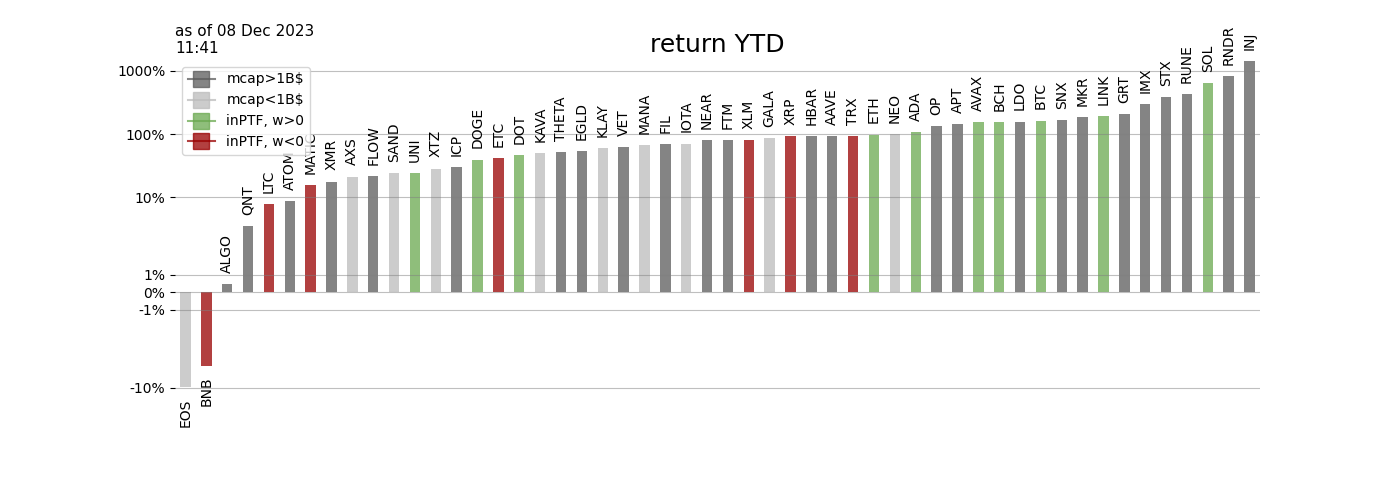 as of 08 Dec 2023
11:41
return YTD
1000%
100%
10%
1%
0%
-1%
-10%
mcap>1B$
mcap<1B$
inPTF, w>0
inPTF, w<0
EOS
BNB
ALGO
QNT
LTC
ATOM
MATIC
XMR
AXS
FLOW
SAND
UNI
XTZ
ICP
DOGE
ETC
DOT
KAVA
THETA
EGLD
KLAY
VET
MANA
FIL
IOTA
NEAR
FTM
XLM
GALA
XRP
HBAR
AAVE
TRX
ETH
NEO
ADA
OP
APT
AVAX
BCH
LDO
BTC
SNX
MKR
LINK
GRT
IMX
STX
RUNE
SOL
RNDR
INJ